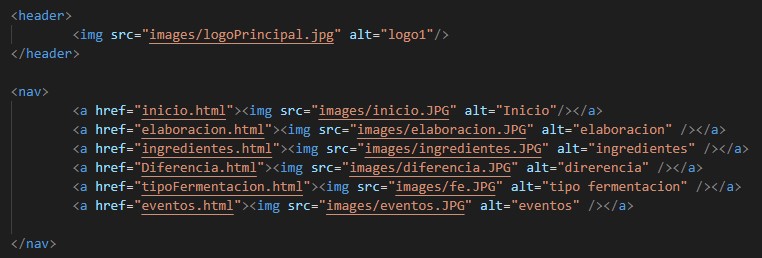 <header>
<img src="images/logoPrincipal.jpg" alt="logo1"/>
</header>
<nav>
<a href="inicio.html"><img src="images/inicio.JPG" alt="Inicio"/></a>
<a href="elaboracion.html"><img src="images/elaboracion.JPG" alt="elaboracion" /></a>
<a href="ingredientes.html"><img src="images/ingredientes.JPG" alt="ingredientes" /></a>
<a href="Diferencia.html"><img src="images/diferencia.JPG" alt="direrencia" /></a>
<a href="tipoFermentacion.html"><img src="images/fe.JPG" alt="tipo fermentacion" /></a>
<a href="eventos.html"><img src="images/eventos.JPG" alt="eventos" /></a>
</nav>